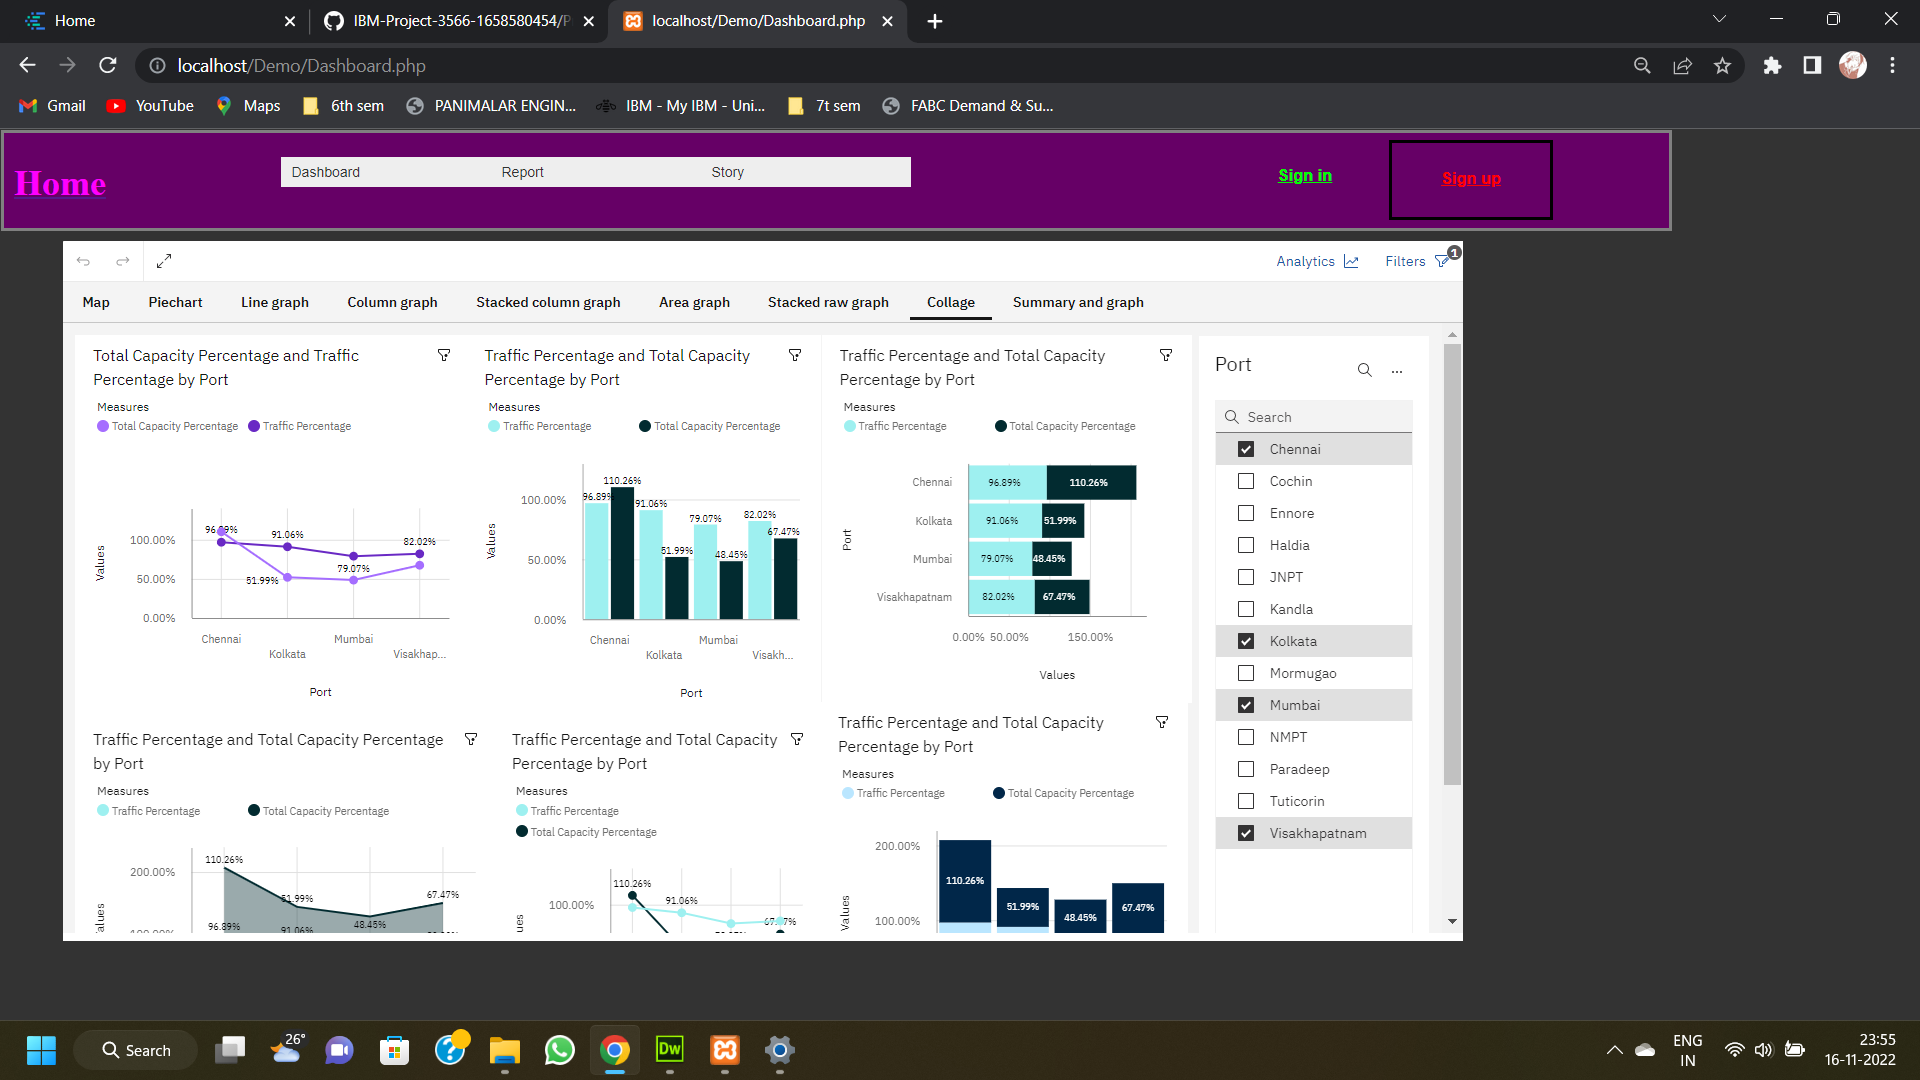 Home
IBM-Project-3566-1658580454/P
localhost/Demo/Dashboard.php
localhost/Demo/Dashboard.php
Gmail YouTube Maps 6th sem PANIMALAR ENGIN... IBM - My IBM - Uni... 7t sem FABC Demand & Su...
Home Dashboard Report Story Sign in Sign up
Analytics Filters 1
Map Piechart Line graph Column graph Stacked column graph Area graph Stacked raw graph Collage Summary and graph
Total Capacity Percentage and Traffic
Percentage by Port
Measures
Total Capacity Percentage Traffic Percentage
Values
100.00%
50.00%
0.00%
91.06%
82.02%
79.07%
51.99%
Chennai
Kolkata
Mumbai
Visakhap...
Port
Traffic Percentage and Total Capacity
Percentage by Port
Measures
Traffic Percentage Total Capacity Percentage
Values
100.00%
50.00%
0.00%
96.89%
110.26%
91.06%
51.99%
79.07%
48.45%
82.02%
67.47%
Chennai
Kolkata
Mumbai
Visakh...
Port
Traffic Percentage and Total Capacity
Percentage by Port
Measures
Traffic Percentage Total Capacity Percentage
Port
Chennai 96.89% 110.26%
Kolkata 91.06% 51.99%
Mumbai 79.07% 48.45%
Visakhapatnam 82.02% 67.47%
0.00% 50.00% 150.00%
Values
Traffic Percentage and Total Capacity Percentage
by Port
Measures
Traffic Percentage Total Capacity Percentage
200.00%
110.26%
51.99%
48.45%
67.47%
96.89%
91.06%
Traffic Percentage and Total Capacity
Percentage by Port
Measures
Traffic Percentage
Total Capacity Percentage
100.00%
110.26%
91.06%
Traffic Percentage and Total Capacity
Percentage by Port
Measures
Traffic Percentage Total Capacity Percentage
Values
200.00%
100.00%
110.26%
51.99%
48.45%
67.47%
Port
...
Search
Chennai
Cochin
Ennore
Haldia
JNPT
Kandla
Kolkata
Mormugao
Mumbai
NMPT
Paradeep
Tuticorin
Visakhapatnam
Search
26°
Dw
ENG
IN
23:55
16-11-2022